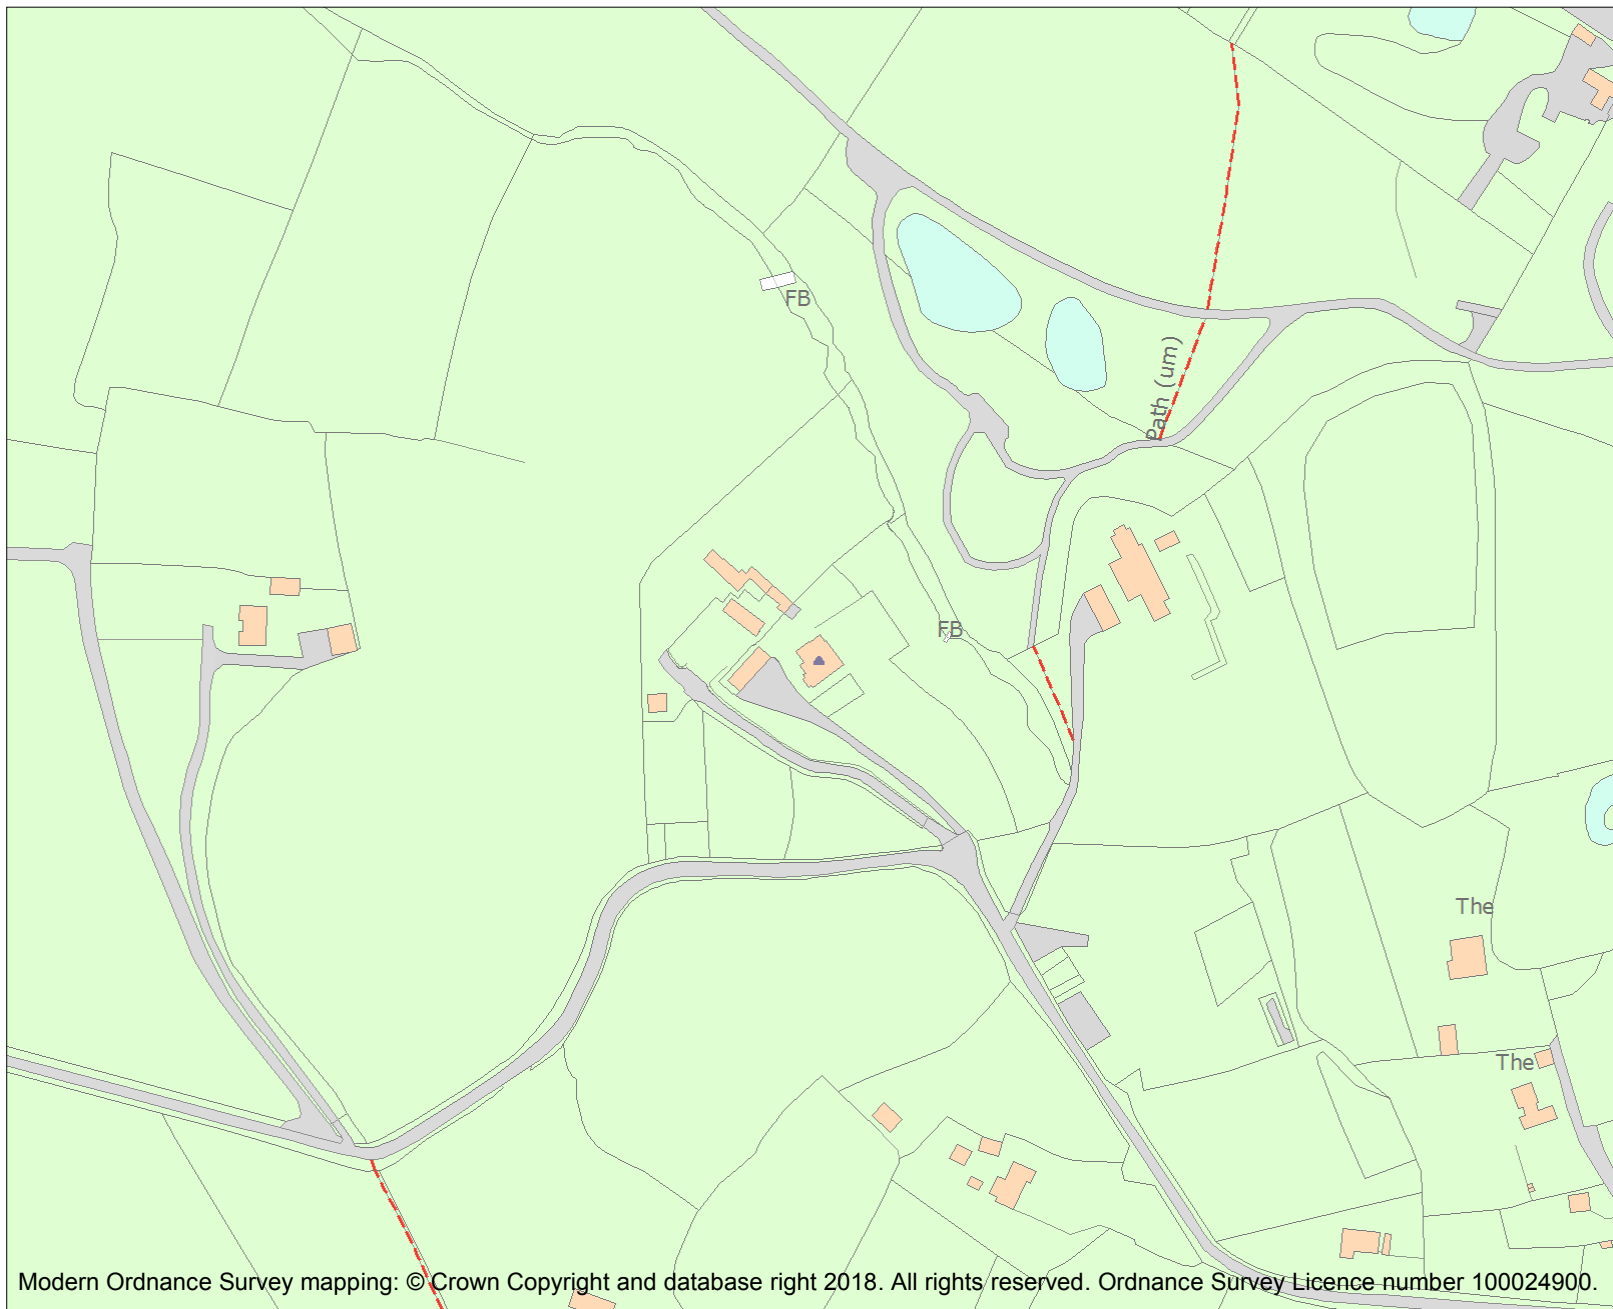 FB
Path (um)
FB
The
The
Modern Ordnance Survey mapping: © Crown Copyright and database right 2018. All rights reserved. Ordnance Survey Licence number 100024900.